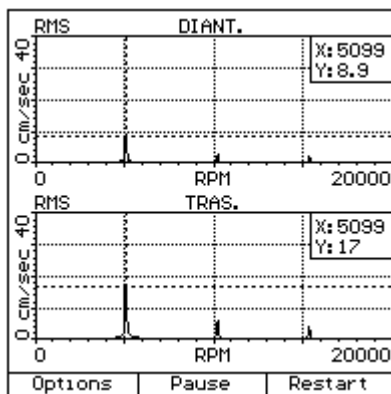 RMS DIANT.
40
X:5099
Y:8.9
cm/sec
0
0 RPM 20000
RMS TRAS.
40
X:5099
Y:17
cm/sec
0
0 RPM 20000
Options Pause Restart